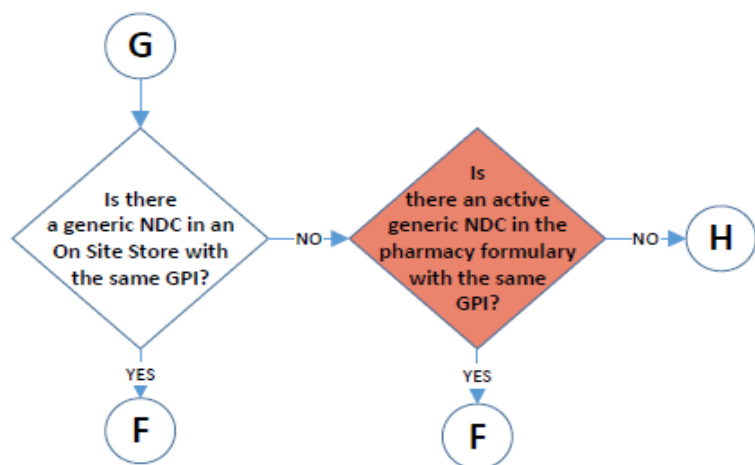 G
Is there
a generic NDC in an
On Site Store with
the same GPI?
NO
Is
there an active
generic NDC in the
pharmacy formulary
with the same
GPI?
NO
H
YES
F
YES
F